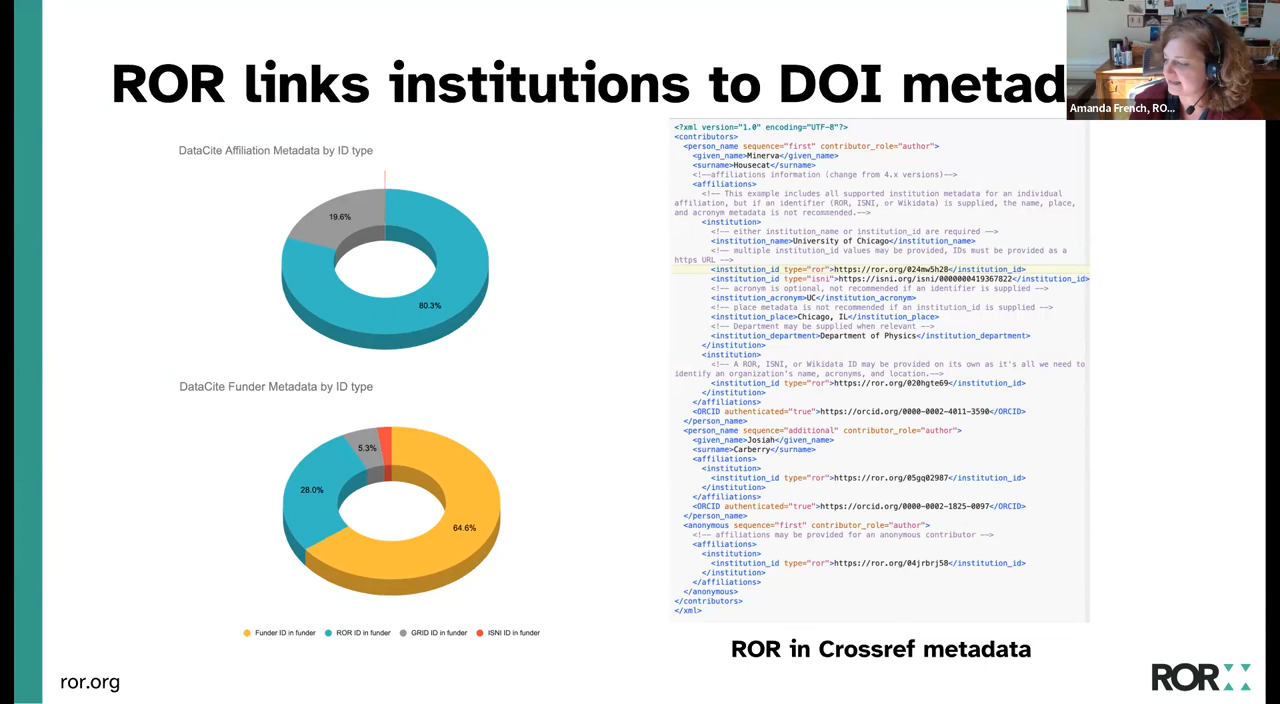 ROR links institutions to DOI metad
Amanda French, RO...
DataCite Affiliation Metadata by ID type
19.6%
80.3%
DataCite Funder Metadata by ID type
5.3%
28.0%
64.6%
Funder ID in funder ROR ID in funder GRID ID in funder ISNI ID in funder
<?xml version="1.0" encoding="UTF-8"?>
<contributors>
<person_name sequence="first" contributor_role="author">
<given_name>Minerva</given_name>
<surname>Housecat</surname>
<!--affiliations information (change from 4.x versions)-->
<affiliations>
<!-- This example includes all supported institution metadata for an individual
affiliation, but if an identifier (ROR, ISNI, or Wikidata) is supplied, the name, place,
and acronym metadata is not recommended.-->
<institution>
<!-- either institution_name or institution_id are required -->
<institution_name>University of Chicago</institution_name>
<!-- multiple institution_id values may be provided, IDs must be provided as a
https URL -->
<institution_id type="ror">https://ror.org/024mw5h28</institution_id>
<institution_id type="isni">https://isni.org/isni/0000000419367822</institution_id>
<!-- acronym is optional, not recommended if an identifier is supplied -->
<institution_acronym>UC</institution_acronym>
<!-- place metadata is not recommended if an institution_id is supplied -->
<institution_place>Chicago, IL</institution_place>
<!-- Department may be supplied when relevant -->
<institution_department>Department of Physics</institution_department>
</institution>
<institution>
<!-- A ROR, ISNI, or Wikidata ID may be provided on its own as it's all we need to
identify an organization's name, acronyms, and location.-->
<institution_id type="ror">https://ror.org/020hgte69</institution_id>
</institution>
</affiliations>
<ORCID authenticated="true">https://orcid.org/0000-0002-4011-3590</ORCID>
</person_name>
<person_name sequence="additional" contributor_role="author">
<given_name>Josiah</given_name>
<surname>Carberry</surname>
<affiliations>
<institution>
<institution_id type="ror">https://ror.org/05gq02987</institution_id>
</institution>
</affiliations>
<ORCID authenticated="true">https://orcid.org/0000-0002-1825-0097</ORCID>
</person_name>
<anonymous sequence="first" contributor_role="author">
<!-- affiliations may be provided for an anonymous contributor -->
<affiliations>
<institution>
<institution_id type="ror">https://ror.org/04jrbrj58</institution_id>
</institution>
</affiliations>
</anonymous>
</contributors>
</xml>
ROR in Crossref metadata
ror.org
ROR